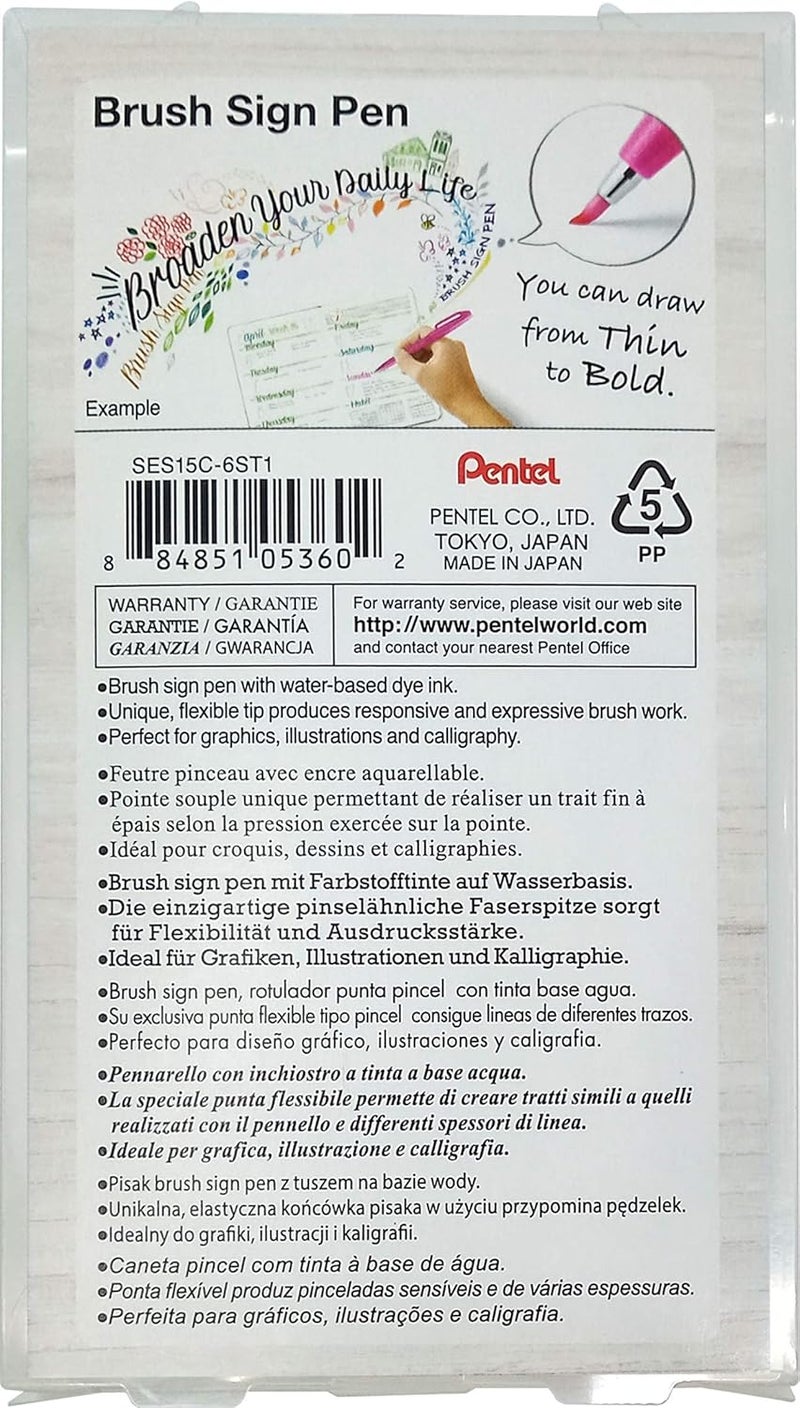 Brush Sign Pen
Broaden Your Daily Life
Brush Sign Pen
BRUSH SIGN PEN
You can draw
from Thin
to Bold.
April
Monday
Tuesday
Wednesday
Thursday
Friday
Saturday
Sunday
Example
SES15C-6ST1
8 84851 05360 2
Pentel
PENTEL CO., LTD.
TOKYO, JAPAN
MADE IN JAPAN
5
PP
WARRANTY / GARANTIE
GARANTIE / GARANTÍA
GARANZIA / GWARANCJA
For warranty service, please visit our web site
http://www.pentelworld.com
and contact your nearest Pentel Office
•Brush sign pen with water-based dye ink.
•Unique, flexible tip produces responsive and expressive brush work.
•Perfect for graphics, illustrations and calligraphy.
•Feutre pinceau avec encre aquarellable.
•Pointe souple unique permettant de réaliser un trait fin à
épais selon la pression exercée sur la pointe.
•Idéal pour croquis, dessins et calligraphies.
•Brush sign pen mit Farbstofftinte auf Wasserbasis.
•Die einzigartige pinselähnliche Faserspitze sorgt
für Flexibilität und Ausdrucksstärke.
•Ideal für Grafiken, Illustrationen und Kalligraphie.
•Brush sign pen, rotulador punta pincel con tinta base agua.
•Su exclusiva punta flexible tipo pincel consigue lineas de diferentes trazos.
•Perfecto para diseño gráfico, ilustraciones y caligrafia.
•Pennarello con inchiostro a tinta a base acqua.
•La speciale punta flessibile permette di creare tratti simili a quelli
realizzati con il pennello e differenti spessori di linea.
•Ideale per grafica, illustrazione e calligrafia.
•Pisak brush sign pen z tuszem na bazie wody.
•Unikalna, elastyczna końcówka pisaka w użyciu przypomina pędzelek.
•Idealny do grafiki, ilustracji i kaligrafii.
•Caneta pincel com tinta à base de água.
•Ponta flexível produz pinceladas sensíveis e de várias espessuras.
•Perfeita para gráficos, ilustrações e caligrafia.